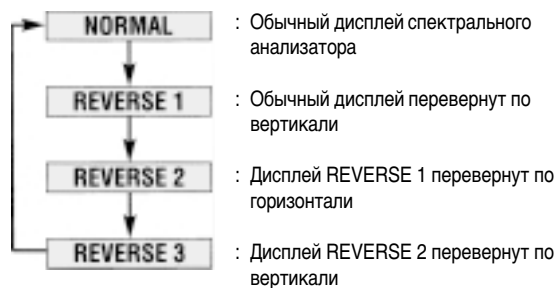 NORMAL : Обычный дисплей спектрального
анализатора
REVERSE 1 : Обычный дисплей перевернут по
вертикали
REVERSE 2 : Дисплей REVERSE 1 перевернут по
горизонтали
REVERSE 3 : Дисплей REVERSE 2 перевернут по
вертикали